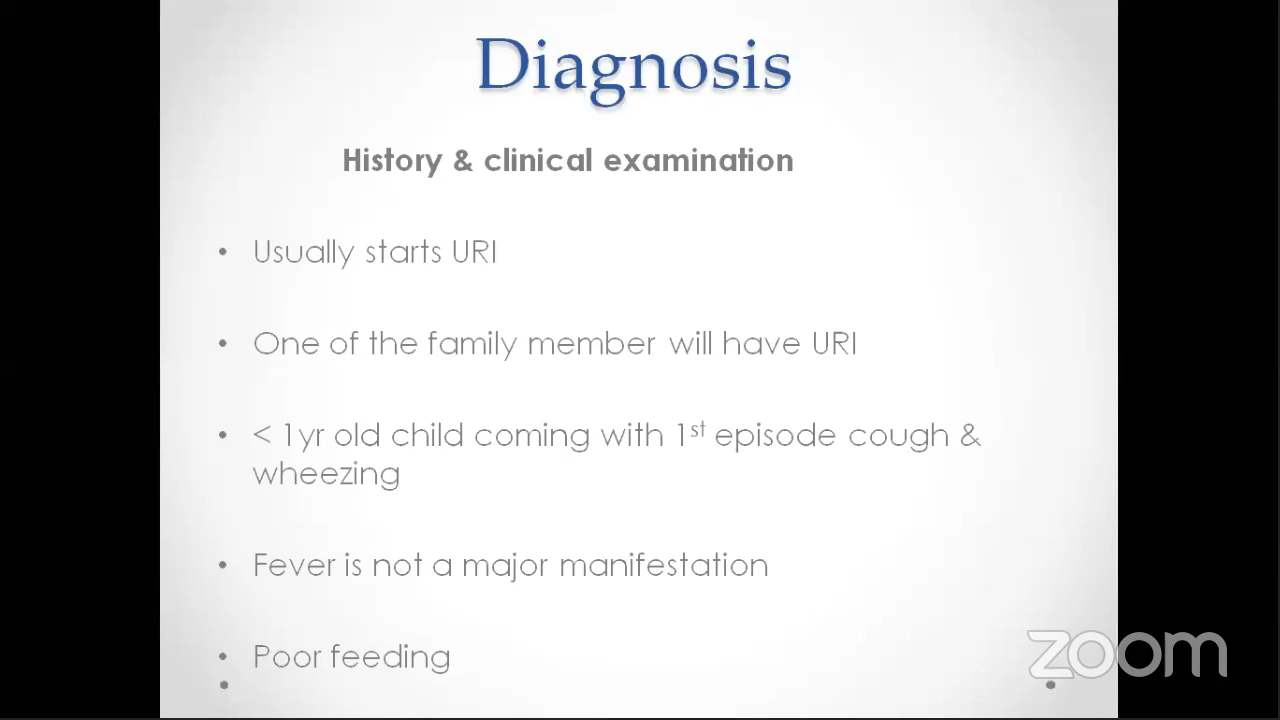 Diagnosis
History & clinical examination
• Usually starts URI
• One of the family member will have URI
• < 1yr old child coming with 1st episode cough &
wheezing
• Fever is not a major manifestation
• Poor feeding
zoom